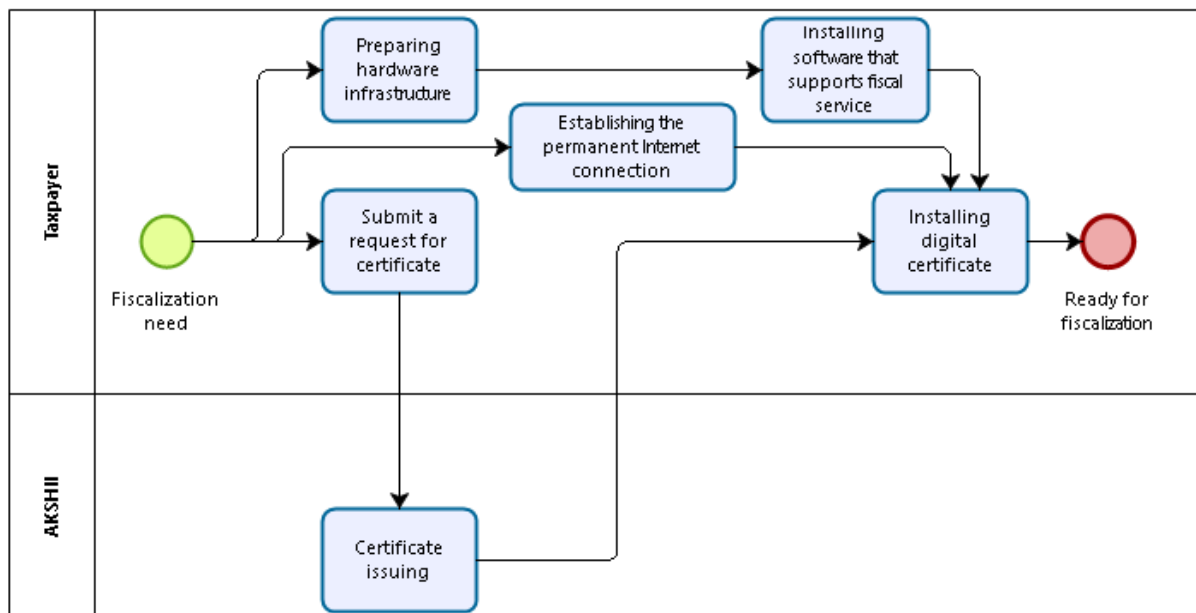 Taxpayer
Preparing
hardware
infrastructure
Installing
software that
supports fiscal
service
Establishing the
permanent Internet
connection
Submit a
request for
certificate
Installing
digital
certificate
Fiscalization
need
Ready for
fiscalization
AKSHII
Certificate
issuing